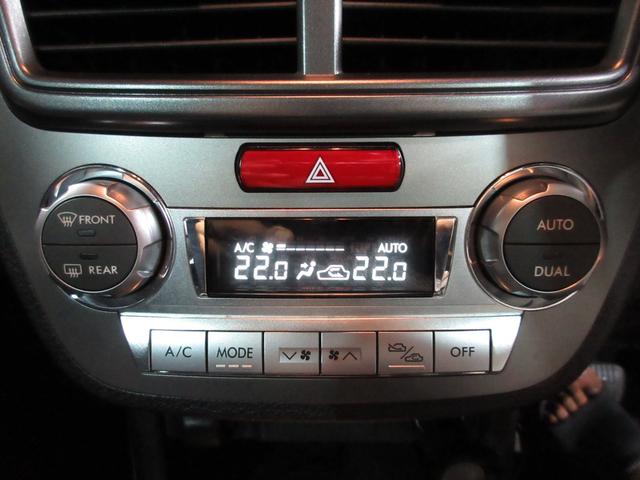 FRONT
REAR
A/C AUTO
22.0 22.0
AUTO
DUAL
A/C MODE OFF